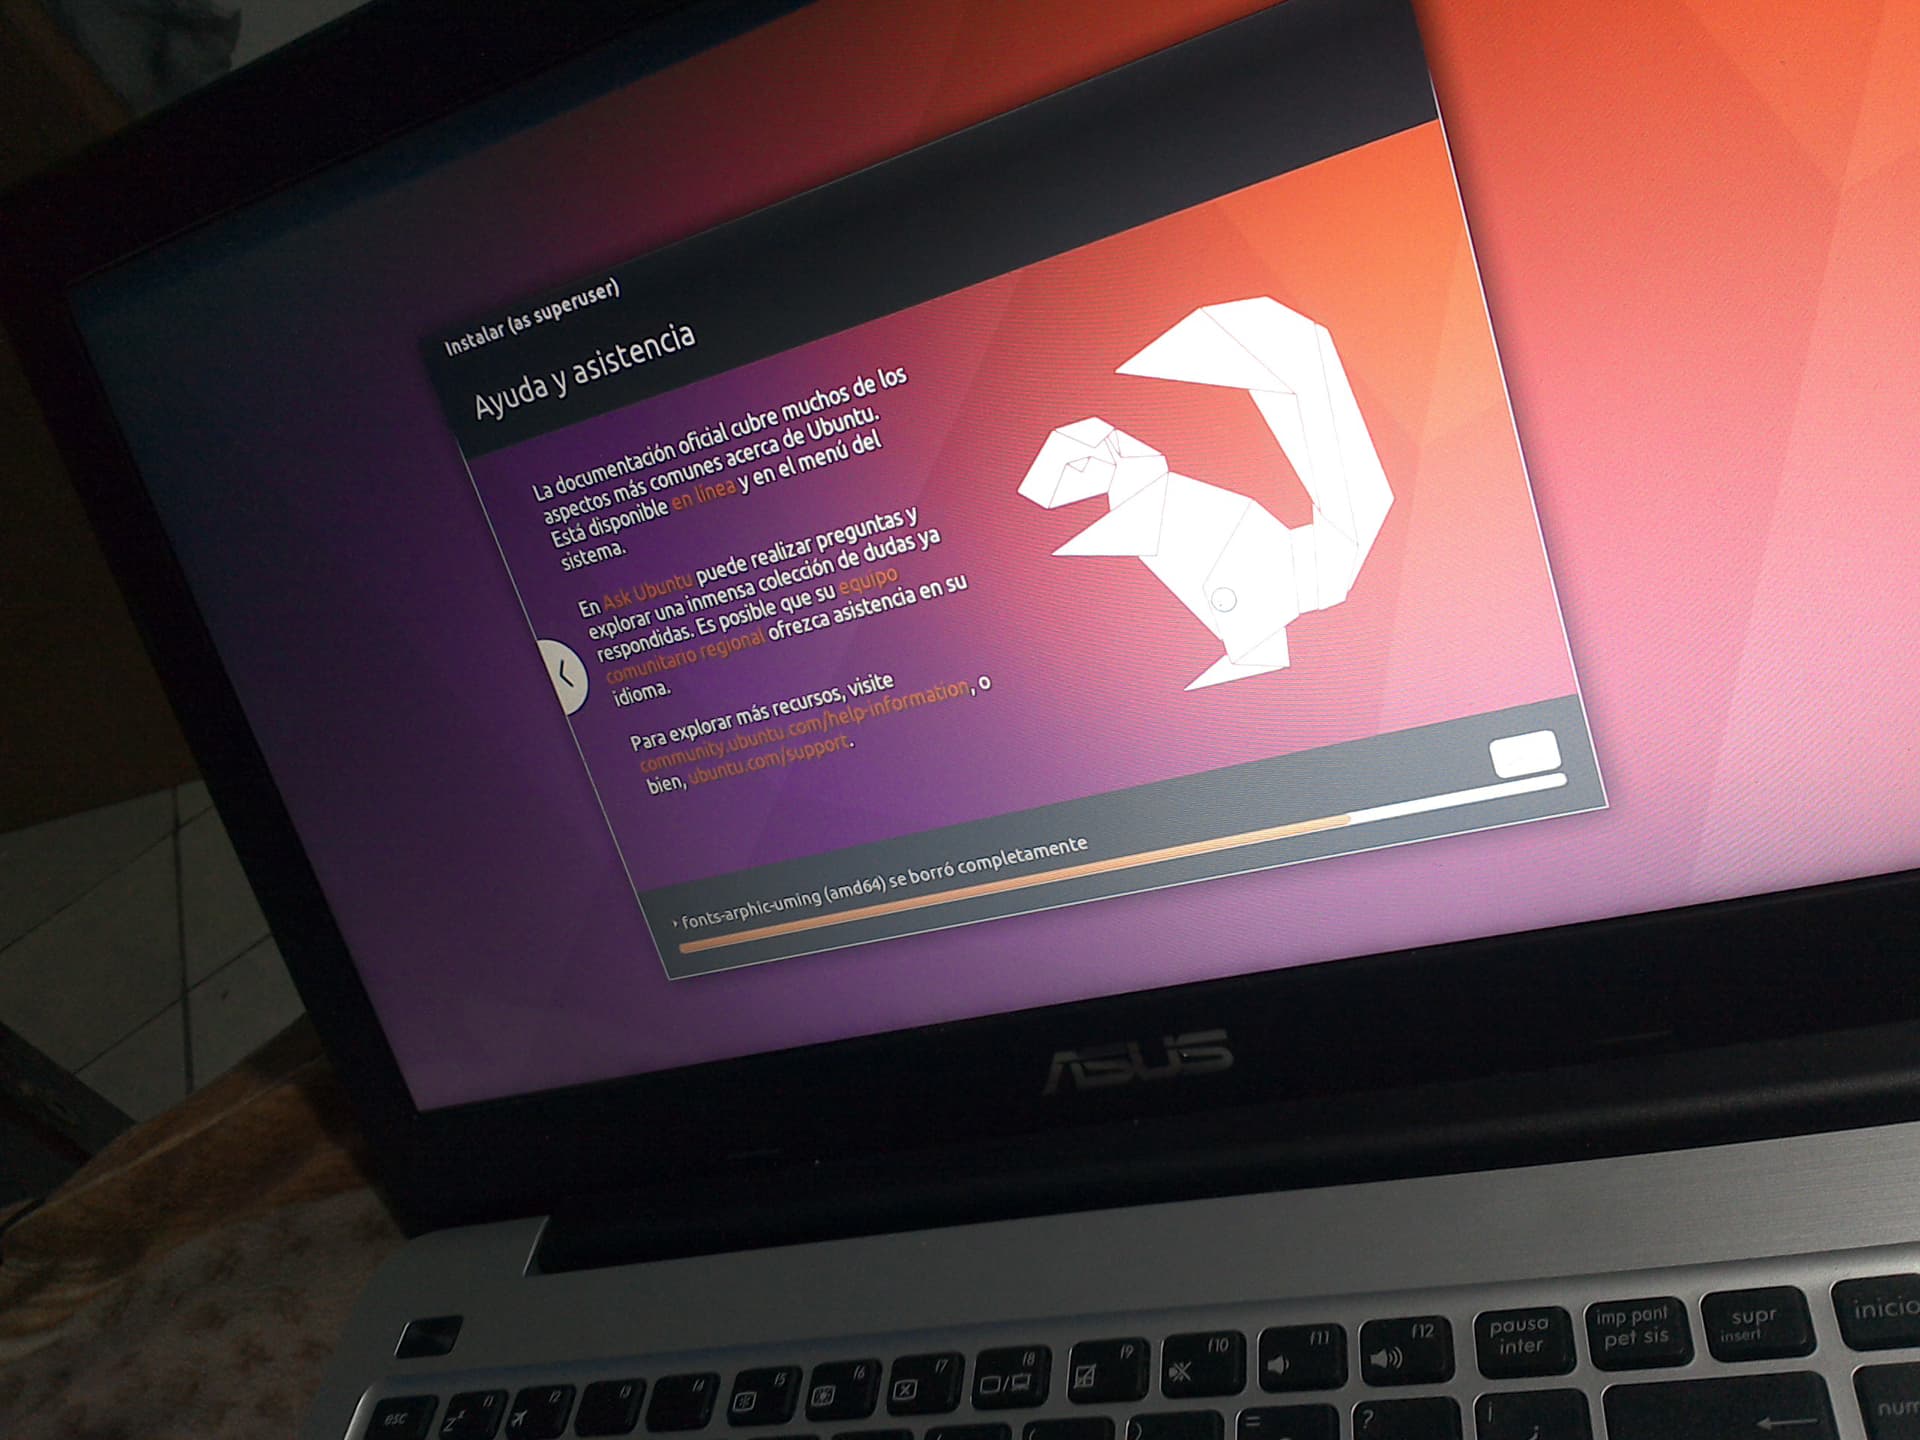 Instalar (as superuser)
Ayuda y asistencia
La documentación oficial cubre muchos de los
aspectos más comunes acerca de Ubuntu.
Está disponible en línea y en el menú del
sistema.
En Ask Ubuntu puede realizar preguntas y
explorar una inmensa colección de dudas ya
respondidas. Es posible que su equipo
comunitario regional ofrezca asistencia en su
idioma.
Para explorar más recursos, visite
community.ubuntu.com/help-information, o
bien, ubuntu.com/support.
fonts-arphic-uming (amd64) se borró completamente
ASUS
esc
f1
f2
f3
f4
f5
f6
f7
f8
f9
f10
f11
f12
pausa
inter
imp pant
pet sis
supr
insert
inicio
=
?
¡
num